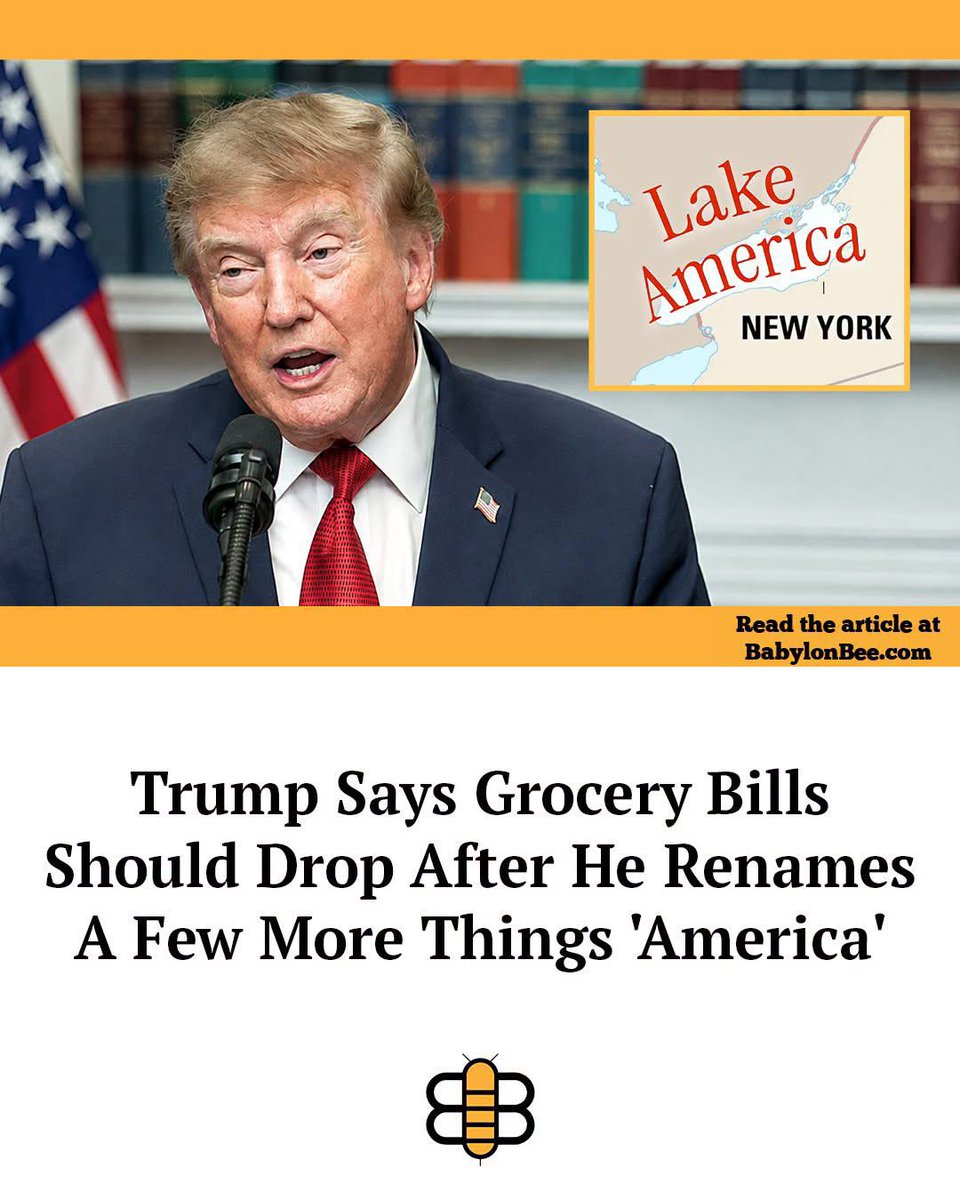 Lake
America
NEW YORK
Read the article at
BabylonBee.com
Trump Says Grocery Bills
Should Drop After He Renames
A Few More Things 'America'